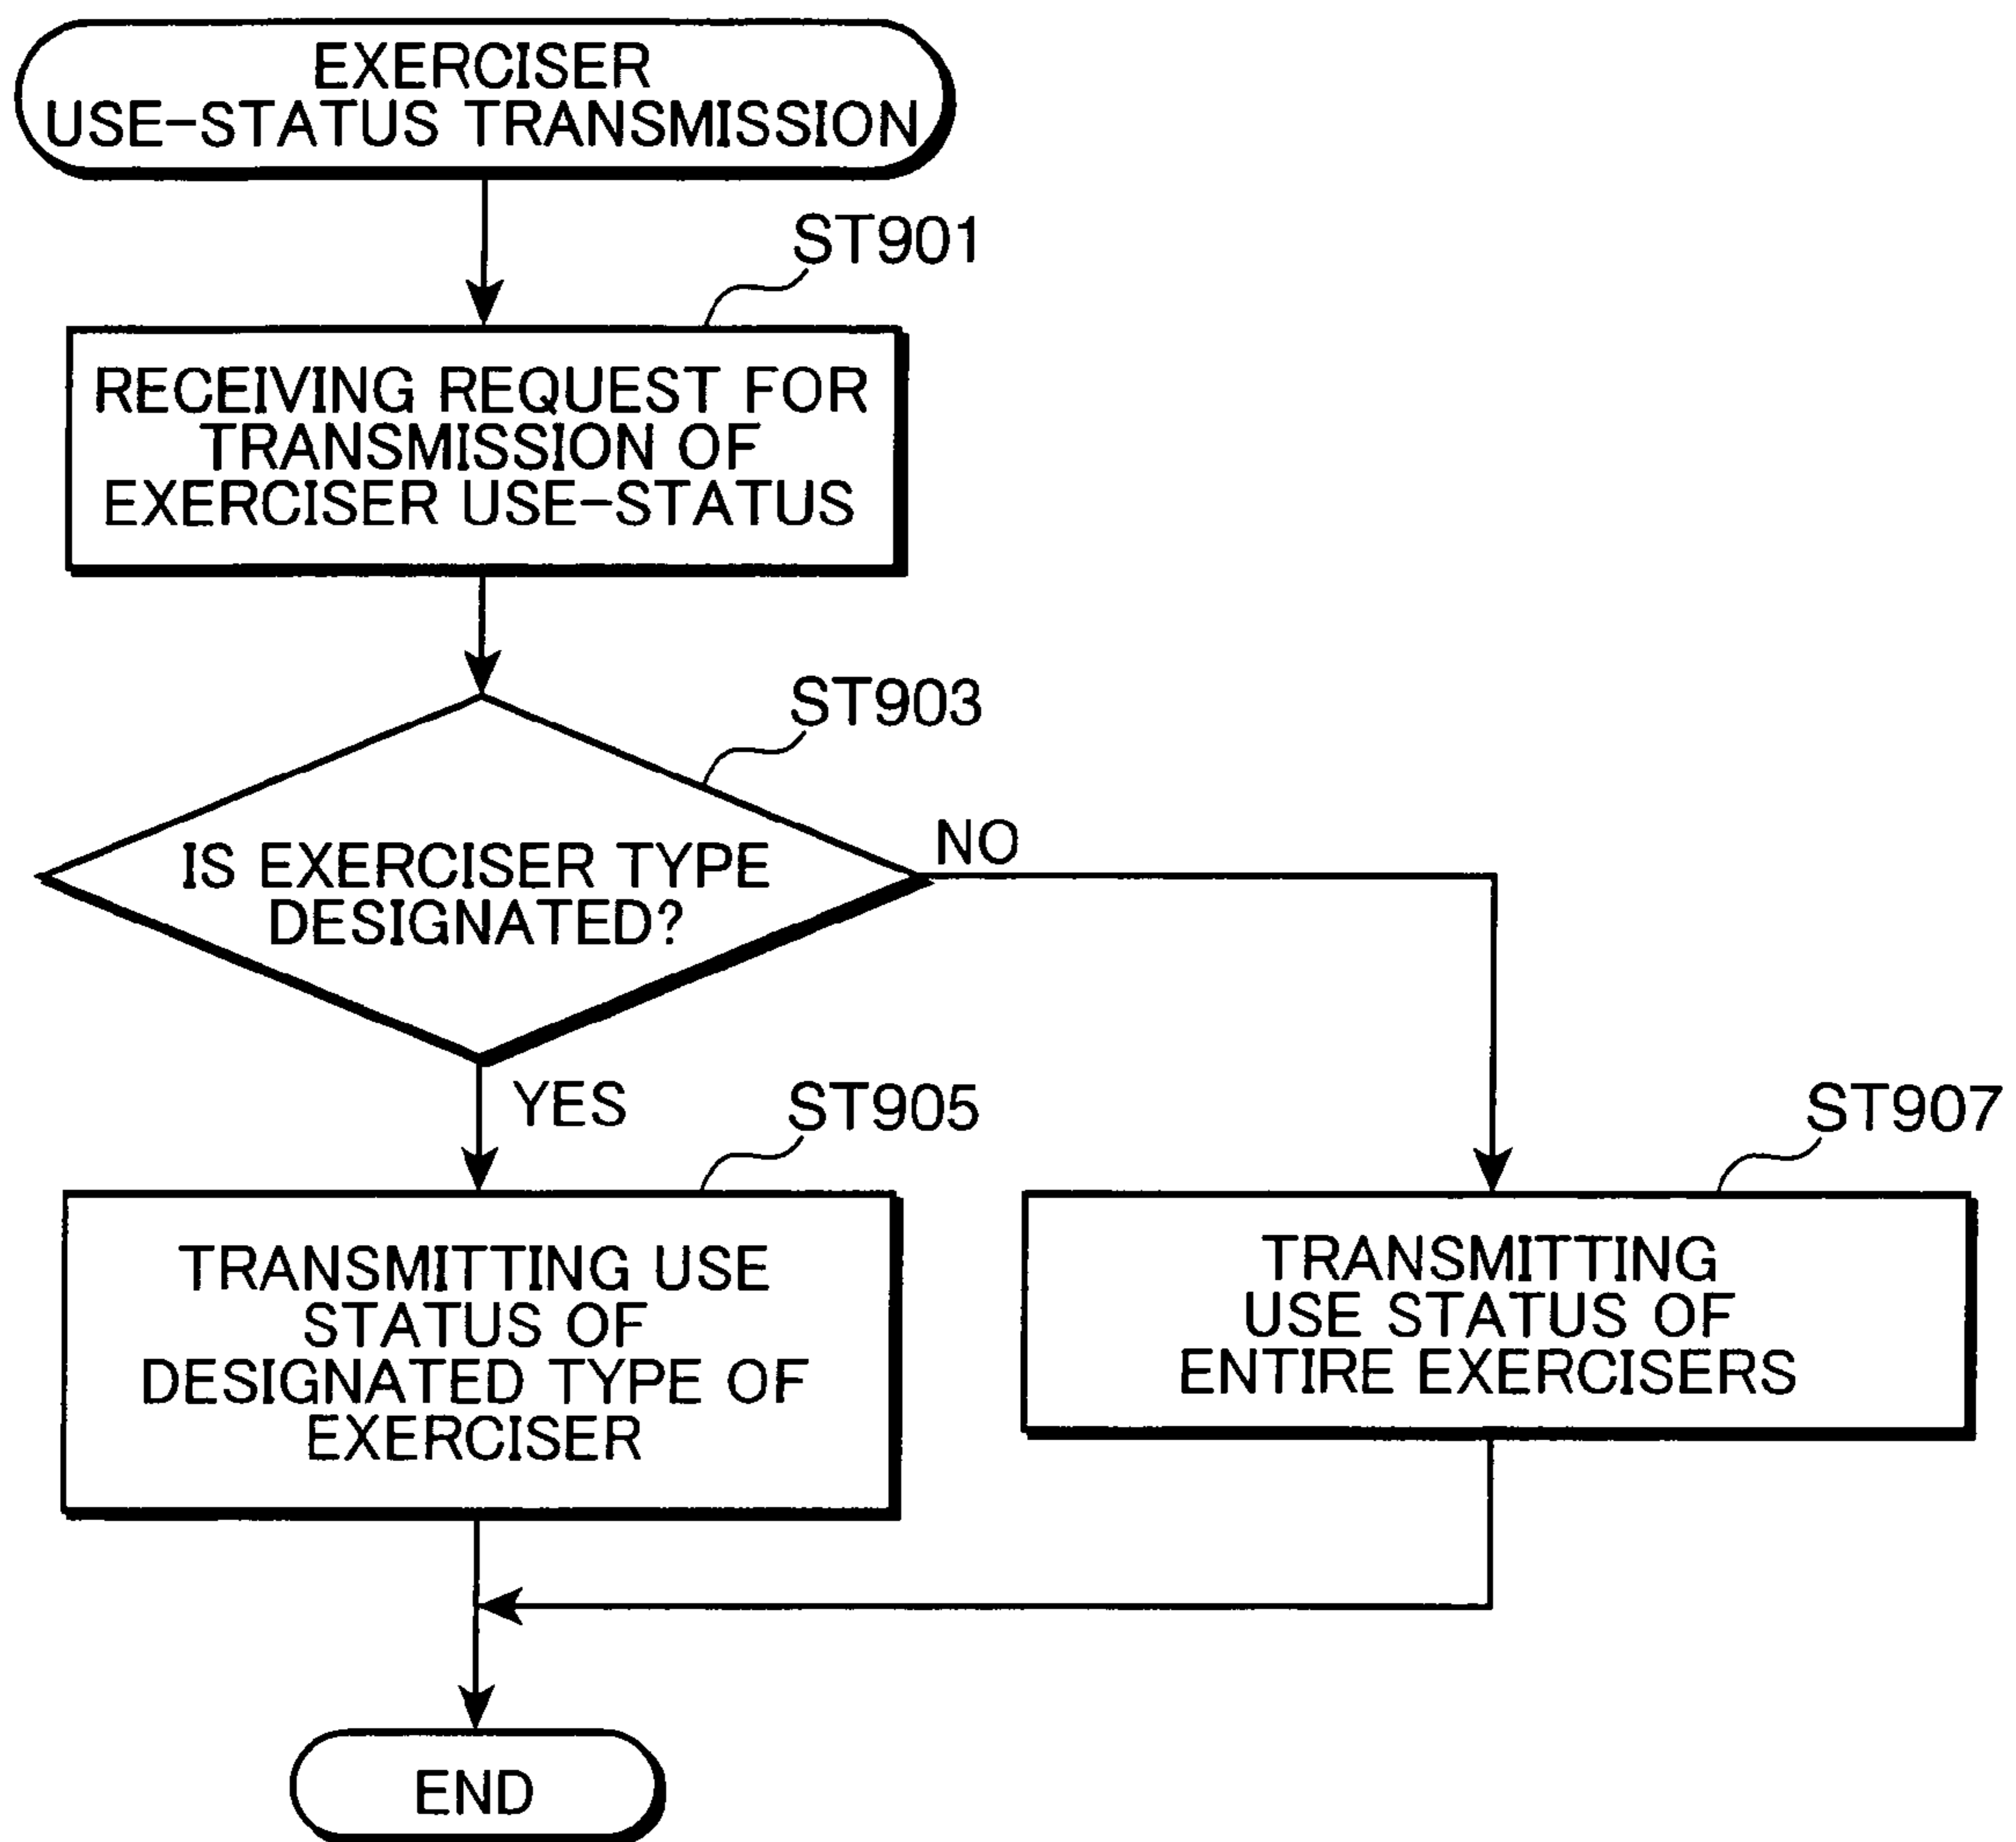 EXERCISER
USE-STATUS TRANSMISSION
ST901
RECEIVING REQUEST FOR
TRANSMISSION OF
EXERCISER USE-STATUS
ST903
IS EXERCISER TYPE
DESIGNATED?
NO
YES
ST905
TRANSMITTING USE
STATUS OF
DESIGNATED TYPE OF
EXERCISER
ST907
TRANSMITTING
USE STATUS OF
ENTIRE EXERCISERS
END